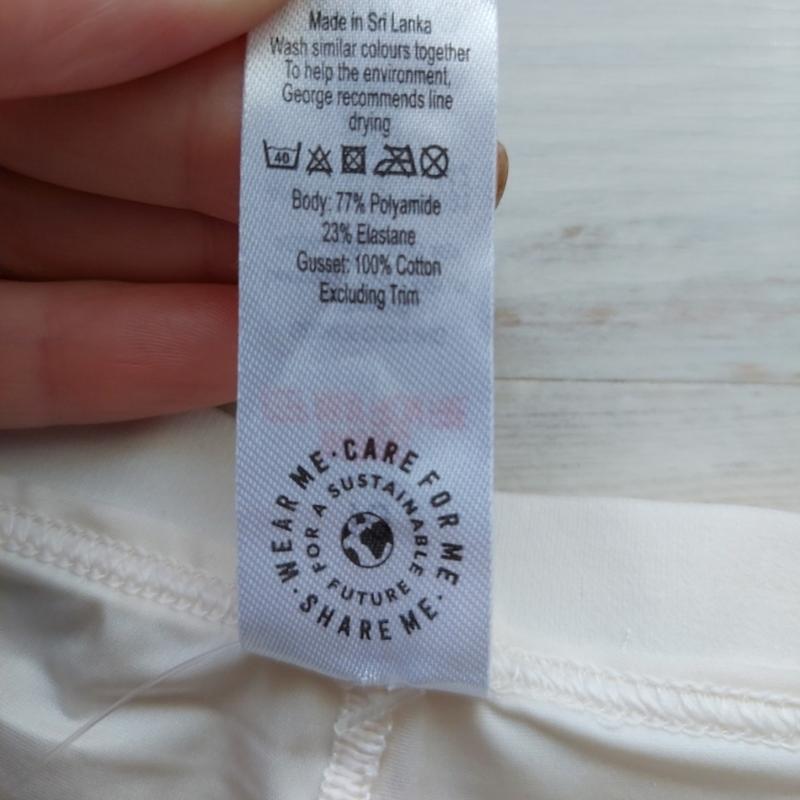 Made in Sri Lanka
Wash similar colours together
To help the environment,
George recommends line
drying
40
Body: 77% Polyamide
23% Elastane
Gusset: 100% Cotton
Excluding Trim
WEAR ME · CARE FOR ME · SHARE ME ·
FOR A SUSTAINABLE FUTURE